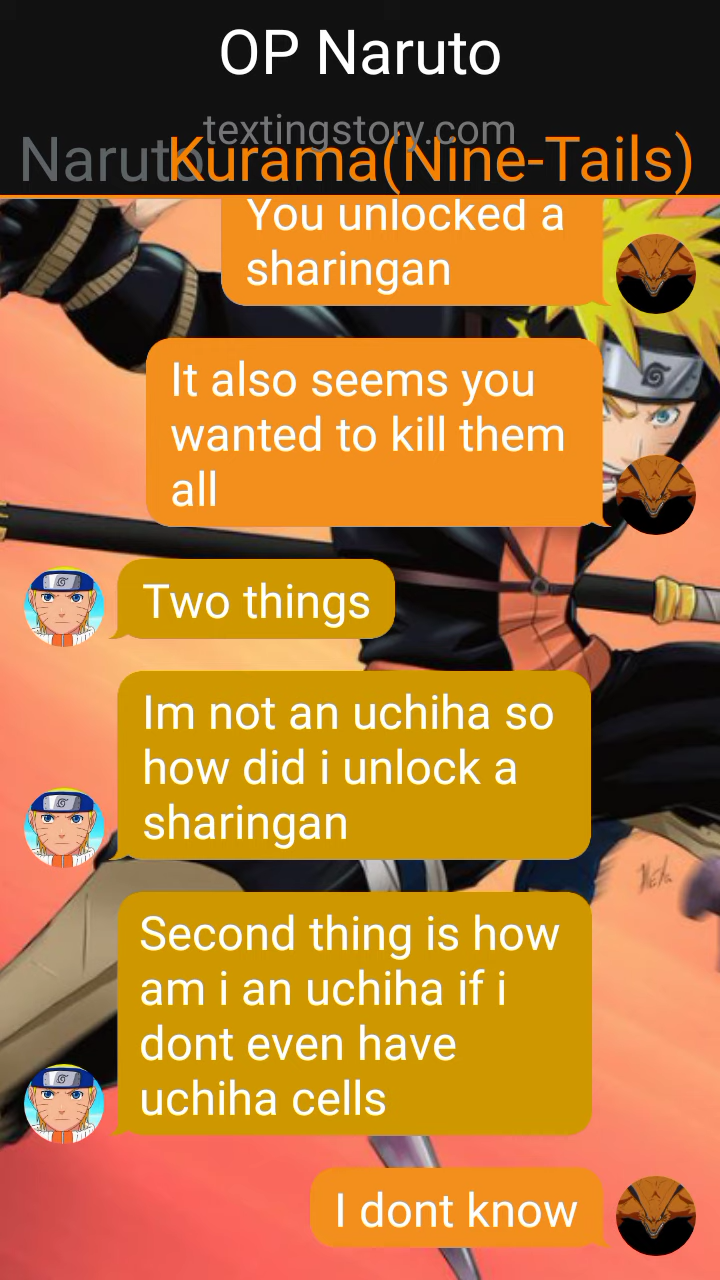 OP Naruto
textingstory.com
Naruto Kurama(Nine-Tails)
You unlocked a
sharingan
It also seems you
wanted to kill them
all
Two things
Im not an uchiha so
how did i unlock a
sharingan
Second thing is how
am i an uchiha if i
dont even have
uchiha cells
I dont know